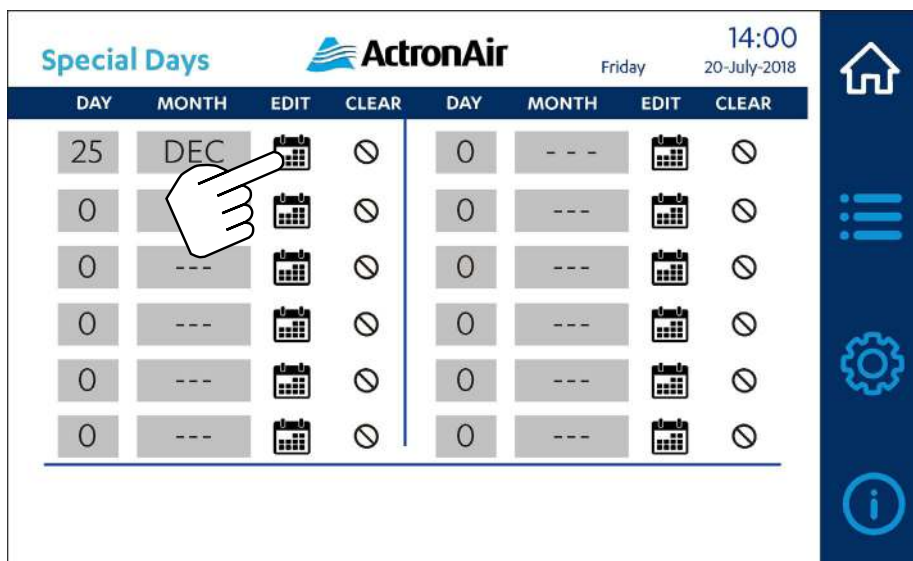 Special Days ActronAir Friday 14:00
20-July-2018
DAY MONTH EDIT CLEAR DAY MONTH EDIT CLEAR
25 DEC 0 - - -
0 0 ---
0 --- 0 ---
0 --- 0 ---
0 --- 0 ---
0 --- 0 ---
i